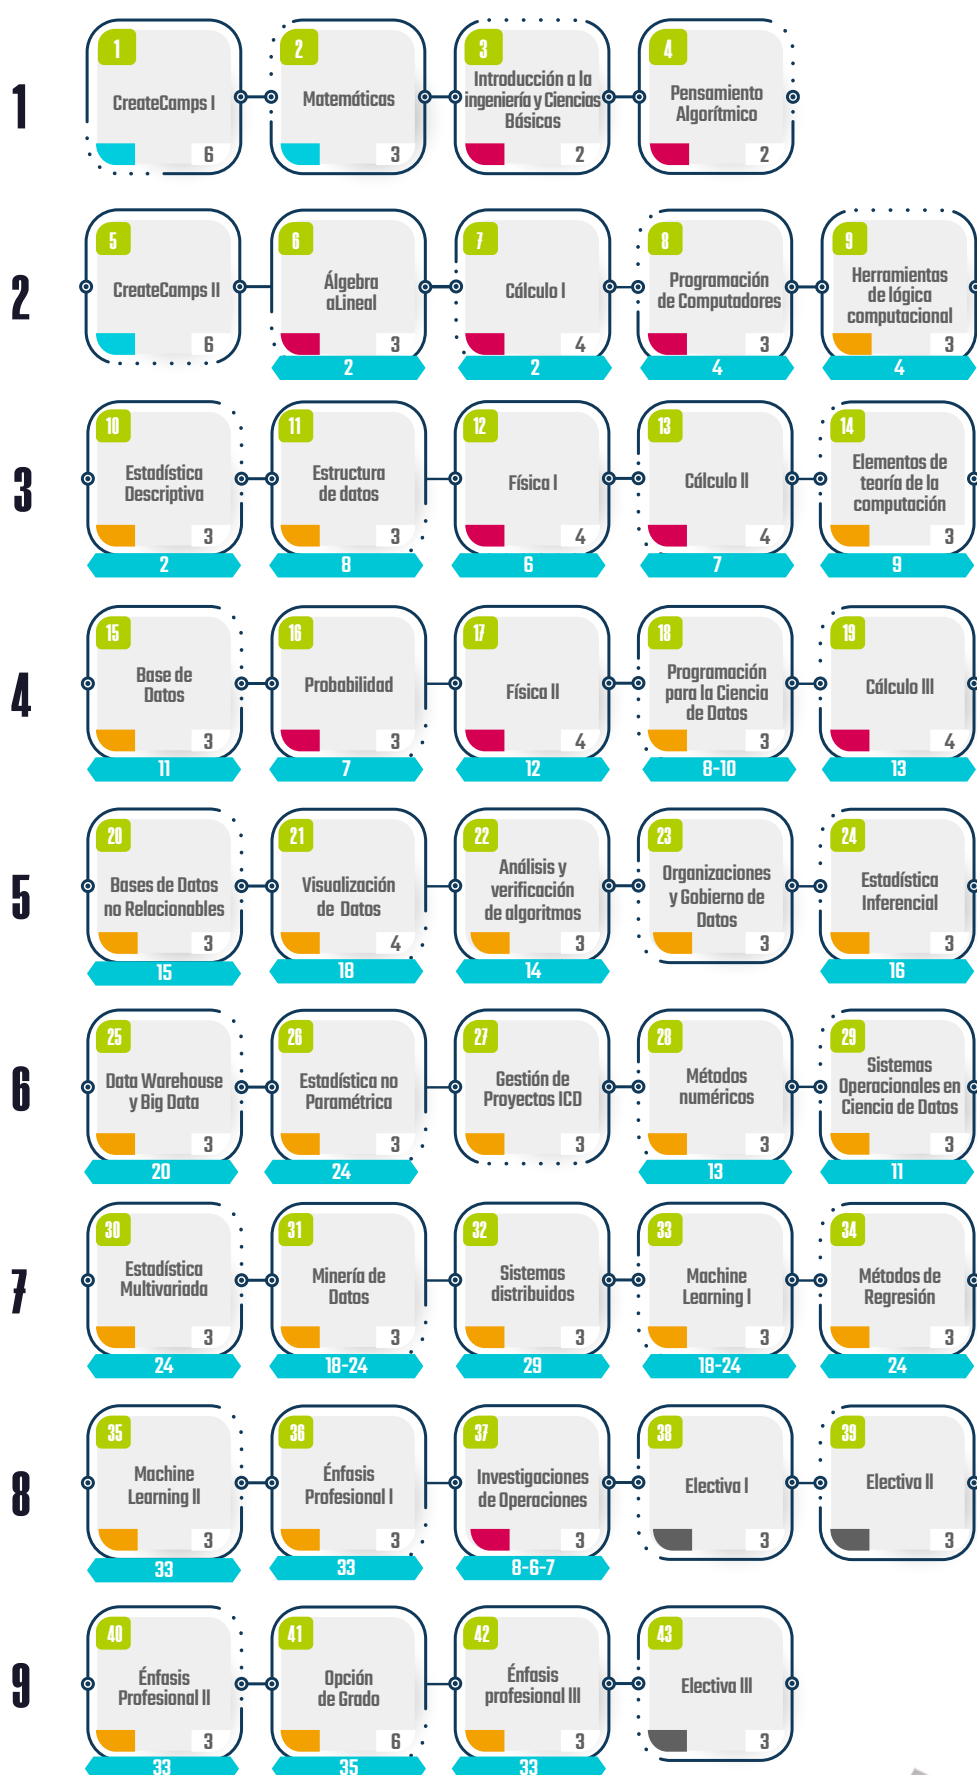 1
1
CreateCamps I
6
2
Matemáticas
3
3
Introducción a la
ingeniería y Ciencias
Básicas
2
4
Pensamiento
Algorítmico
2
2
5
CreateCamps II
6
6
Álgebra
aLineal
3
2
7
Cálculo I
4
2
8
Programación
de Computadores
3
4
9
Herramientas
de lógica
computacional
3
4
3
10
Estadística
Descriptiva
3
2
11
Estructura
de datos
3
8
12
Física I
4
6
13
Cálculo II
4
7
14
Elementos de
teoría de la
computación
3
9
4
15
Base de
Datos
3
11
16
Probabilidad
3
7
17
Física II
4
12
18
Programación
para la Ciencia
de Datos
3
8-10
19
Cálculo III
4
13
5
20
Bases de Datos
no Relacionables
3
15
21
Visualización
de Datos
4
18
22
Análisis y
verificación
de algoritmos
3
14
23
Organizaciones
y Gobierno de
Datos
3
24
Estadística
Inferencial
3
16
6
25
Data Warehouse
y Big Data
3
20
26
Estadística no
Paramétrica
3
24
27
Gestión de
Proyectos ICD
3
28
Métodos
numéricos
3
13
29
Sistemas
Operacionales en
Ciencia de Datos
3
11
7
30
Estadística
Multivariada
3
24
31
Minería de
Datos
3
18-24
32
Sistemas
distribuidos
3
29
33
Machine
Learning I
3
18-24
34
Métodos de
Regresión
3
24
8
35
Machine
Learning II
3
33
36
Énfasis
Profesional I
3
33
37
Investigaciones
de Operaciones
3
8-6-7
38
Electiva I
3
39
Electiva II
3
9
40
Énfasis
Profesional II
3
33
41
Opción
de Grado
6
35
42
Énfasis
profesional III
3
33
43
Electiva III
3